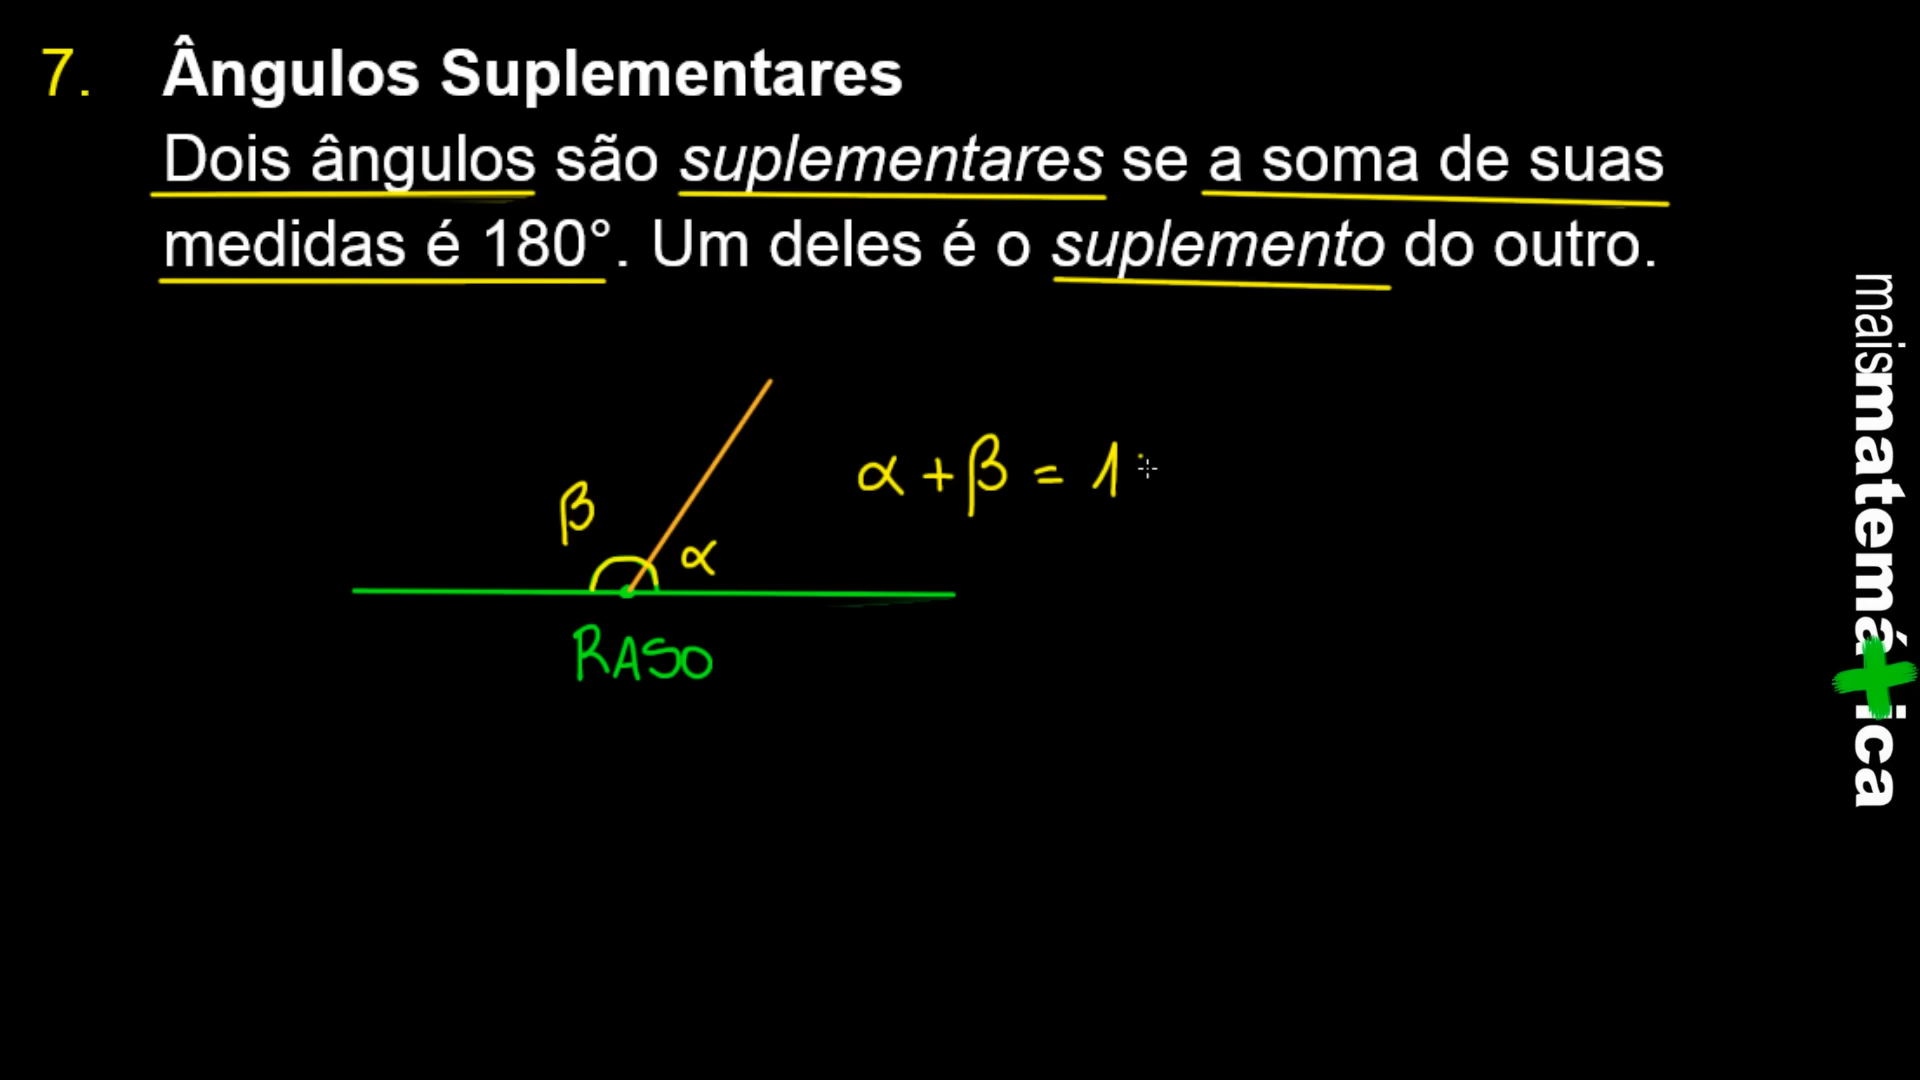 7. Ângulos Suplementares
Dois ângulos são suplementares se a soma de suas
medidas é 180°. Um deles é o suplemento do outro.
α + β = 1
β
α
RASO
maismatemática